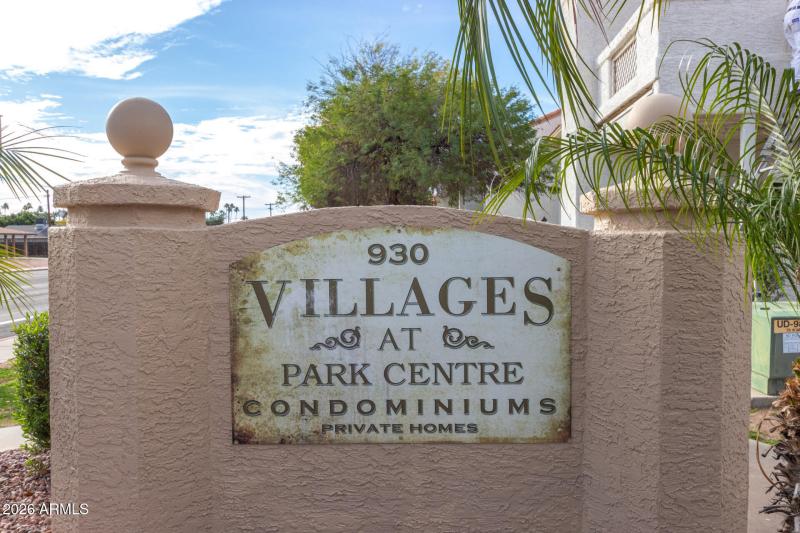 930
VILLAGES
AT
PARK CENTRE
CONDOMINIUMS
PRIVATE HOMES
2026 ARMLS